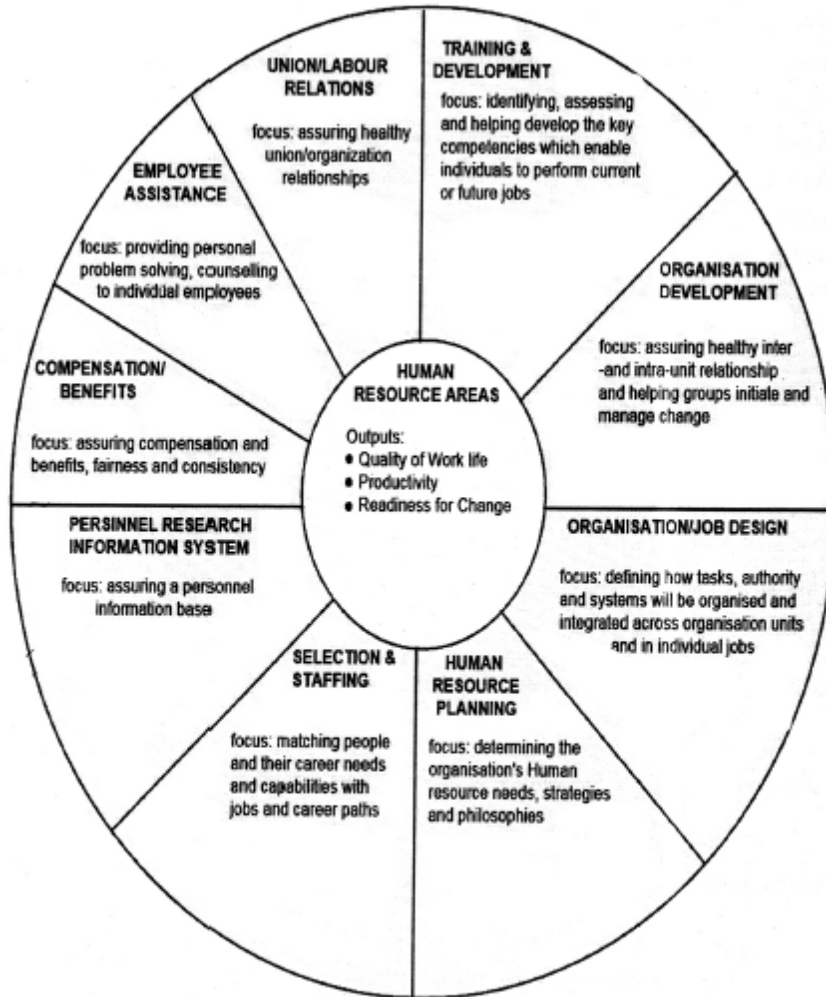 UNION/LABOUR
RELATIONS
focus: assuring healthy
union/organization
relationships
TRAINING &
DEVELOPMENT
focus: identifying, assessing
and helping develop the key
competencies which enable
individuals to perform current
or future jobs
EMPLOYEE
ASSISTANCE
focus: providing personal
problem solving, counselling
to individual employees
ORGANISATION
DEVELOPMENT
focus: assuring healthy inter
-and intra-unit relationship
and helping groups initiate and
manage change
COMPENSATION/
BENEFITS
focus: assuring compensation and
benefits, fairness and consistency
HUMAN
RESOURCE AREAS
Outputs:
• Quality of Work life
• Productivity
• Readiness for Change
PERSINNEL RESEARCH
INFORMATION SYSTEM
focus: assuring a personnel
information base
ORGANISATION/JOB DESIGN
focus: defining how tasks, authority
and systems will be organised and
integrated across organisation units
and in individual jobs
SELECTION &
STAFFING
focus: matching people
and their career needs
and capabilities with
jobs and career paths
HUMAN
RESOURCE
PLANNING
focus: determining the
organisation's Human
resource needs, strategies
and philosophies